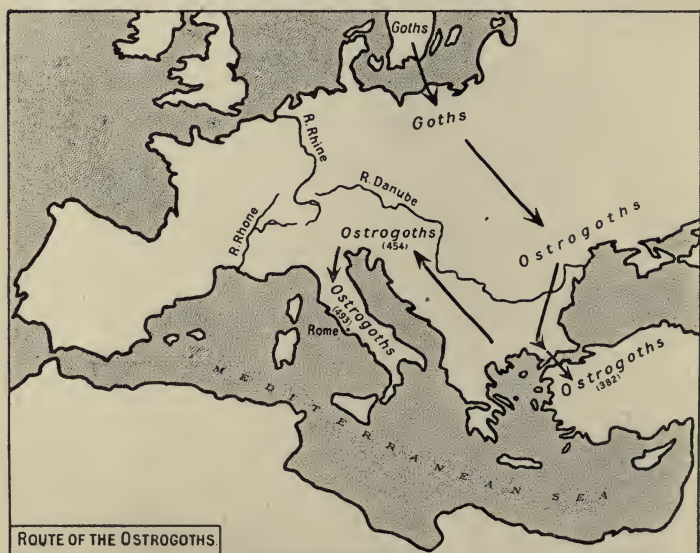 Goths
Goths
R. Rhine
R. Danube
R. Rhone
Ostrogoths
Ostrogoths
(454)
Ostrogoths
(493)
Rome
Ostrogoths
(382)
MEDITERRANEAN SEA
ROUTE OF THE OSTROGOTHS.